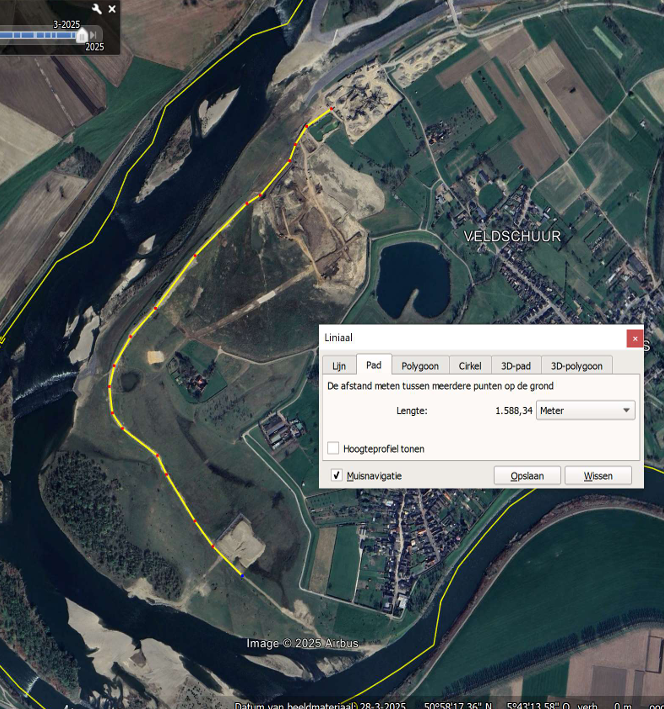 3-2025
2025
VELDSCHUUR
Liniaal
Lijn Pad Polygoon Cirkel 3D-pad 3D-polygoon
De afstand meten tussen meerdere punten op de grond
Lengte: 1.588,34 Meter
Hoogteprofiel tonen
Muisnavigatie Opslaan Wissen
Image © 2025 Airbus
Datum van beeldmateriaal: 28-3-2025 50°58'17.36" N 5°43'13.58" O verh. 0 m